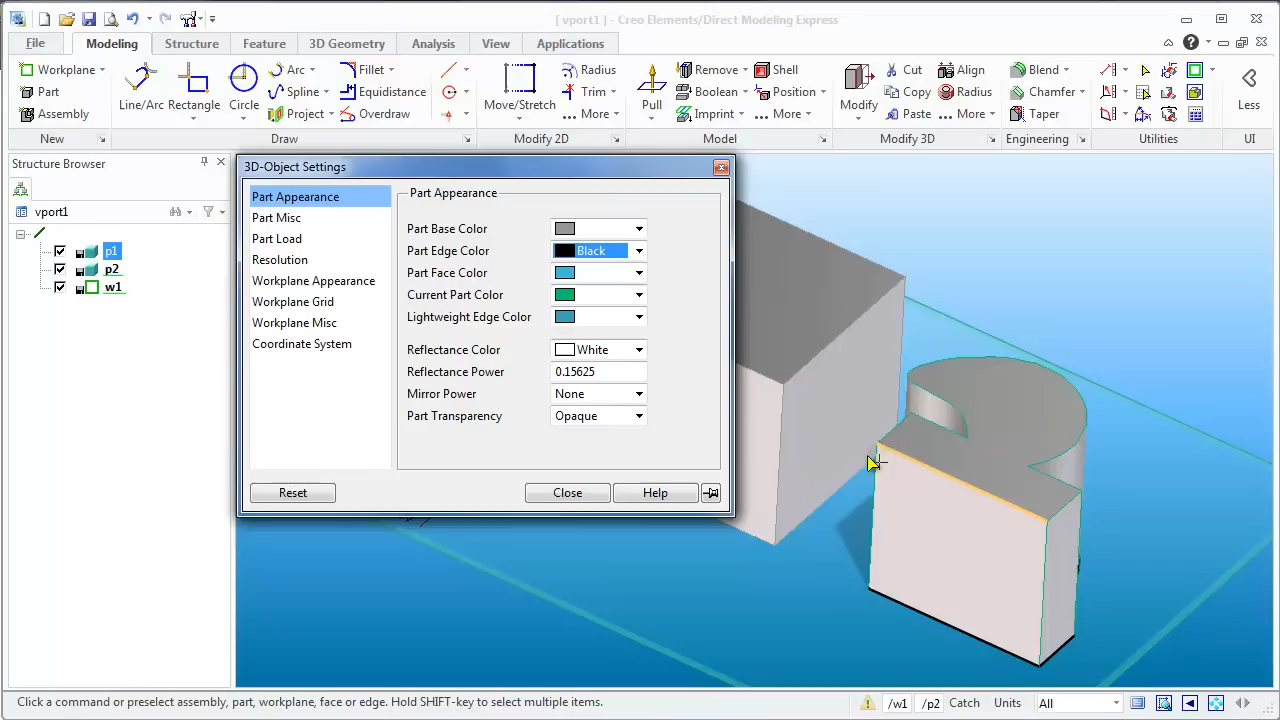 [ vport1 ] - Creo Elements/Direct Modeling Express
File Modeling Structure Feature 3D Geometry Analysis View Applications
Workplane Arc Fillet Radius Remove Shell Cut Align Blend
Part Line/Arc Rectangle Circle Spline Equidistance Move/Stretch Trim Pull Boolean Position Modify Copy Radius Chamfer Less
Assembly Project Overdraw More Imprint More Paste More Taper
New Draw Modify 2D Model Modify 3D Engineering Utilities UI
Structure Browser
vport1
p1
p2
w1
3D-Object Settings
Part Appearance
Part Misc
Part Load
Resolution
Workplane Appearance
Workplane Grid
Workplane Misc
Coordinate System
Part Appearance
Part Base Color
Part Edge Color Black
Part Face Color
Current Part Color
Lightweight Edge Color
Reflectance Color White
Reflectance Power 0.15625
Mirror Power None
Part Transparency Opaque
Reset Close Help
Click a command or preselect assembly, part, workplane, face or edge. Hold SHIFT-key to select multiple items. /w1 /p2 Catch Units All